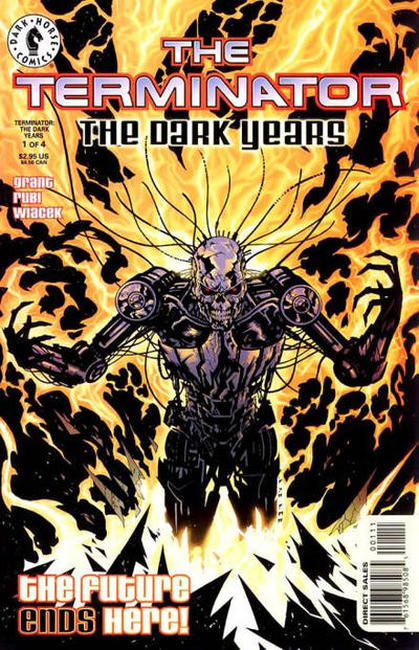 DARK HORSE
COMICS
THE
TERMINATOR
THE DARK YEARS
TERMINATOR:
THE DARK
YEARS
1 OF 4
$2.95 US
$4.50 CAN
GRANT
RUBI
WIACEK
THE FUTURE
ENDS HERE!
DIRECT SALES
00111